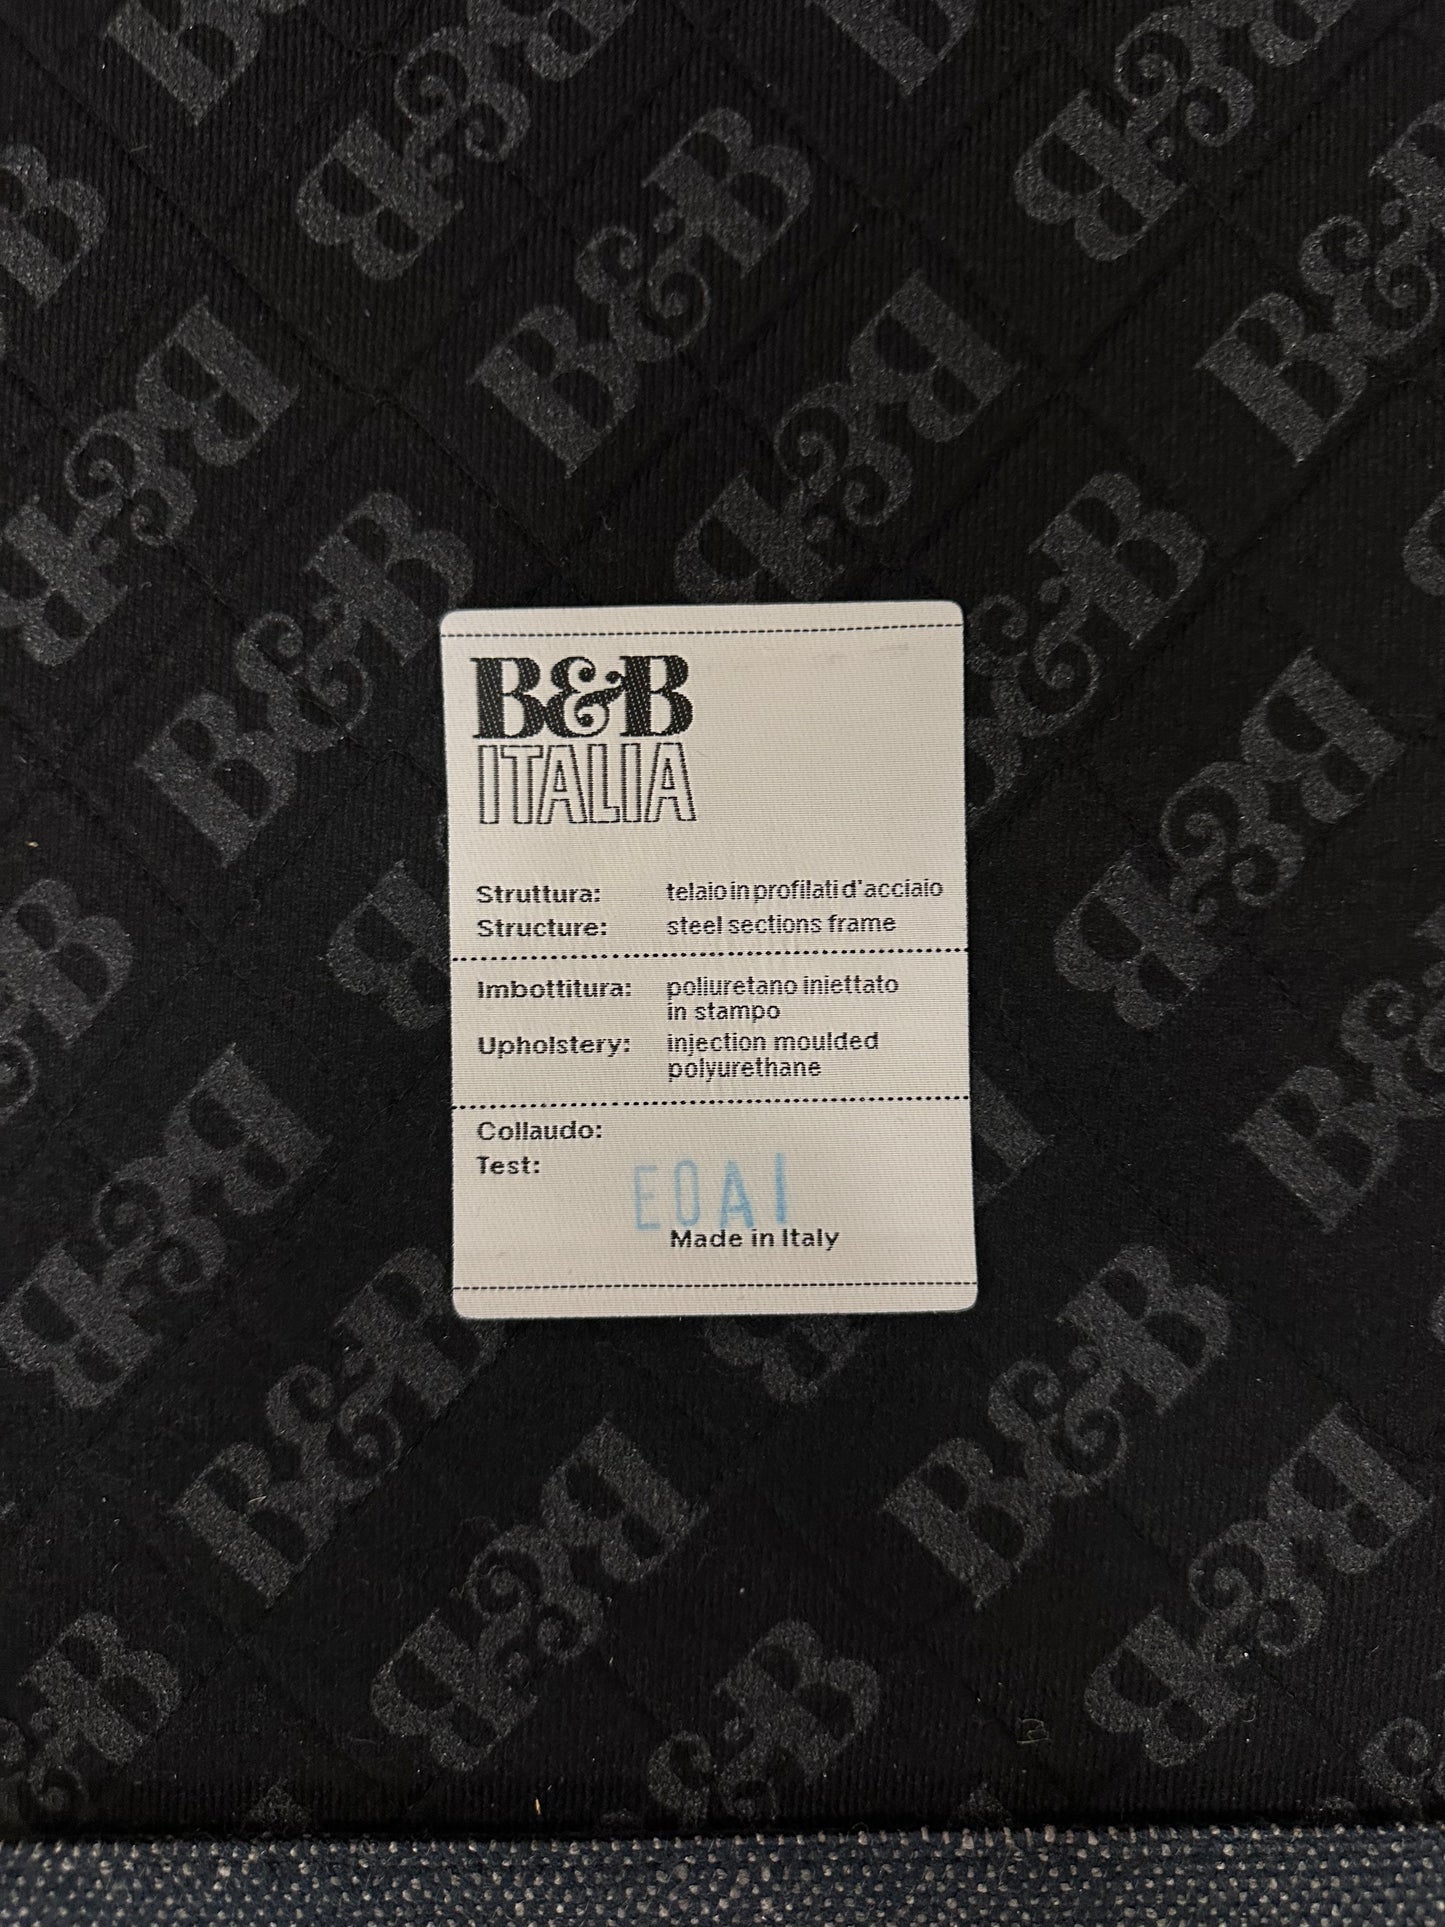 B&B
ITALIA
Struttura: telaio in profilati d'acciaio
Structure: steel sections frame
Imbottitura: poliuretano iniettato
in stampo
Upholstery: injection moulded
polyurethane
Collaudo:
Test:
E0A1
Made in Italy